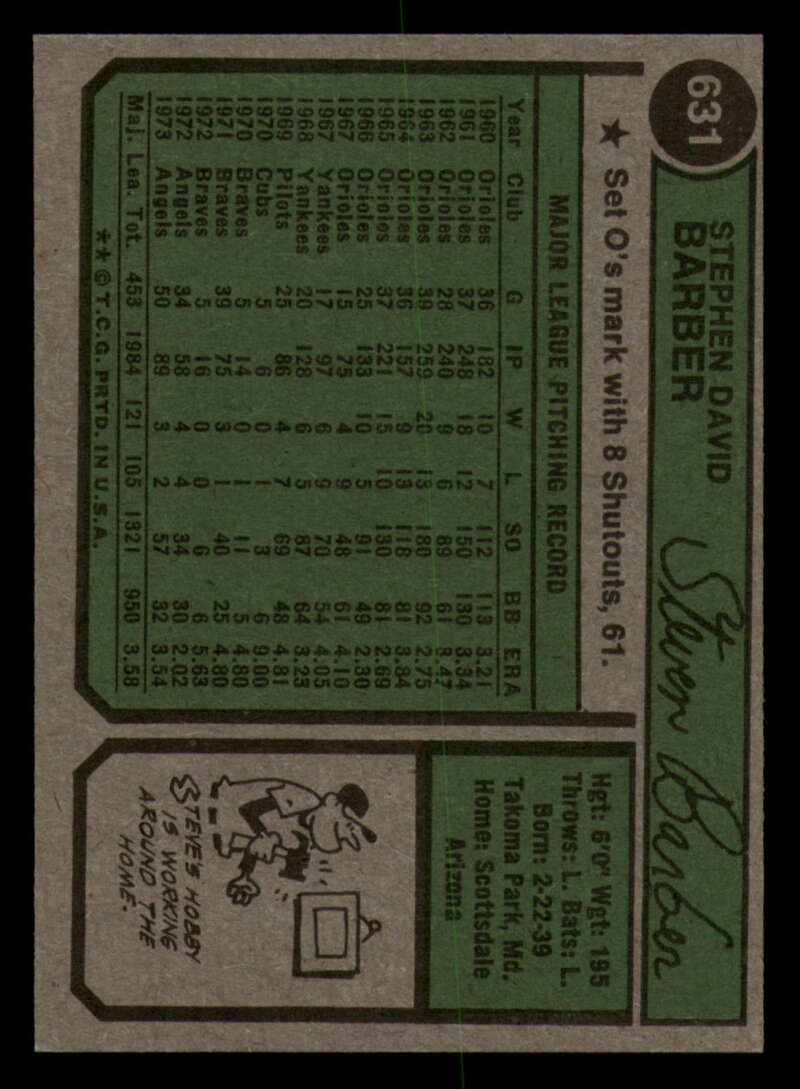 631
STEPHEN DAVID
BARBER
Steven Barber
★ Set O's mark with 8 Shutouts, 61.
MAJOR LEAGUE PITCHING RECORD
Year Club G IP W L SO BB ERA
1960 Orioles 36 182 10 7 112 113 3.21
1961 Orioles 37 248 18 12 150 130 3.34
1962 Orioles 28 240 9 6 89 61 3.47
1963 Orioles 39 259 20 13 180 92 2.75
1964 Orioles 36 157 9 13 118 81 3.84
1965 Orioles 37 221 15 10 130 81 2.69
1966 Orioles 25 133 10 5 91 49 2.30
1967 Orioles 15 75 4 9 48 61 4.10
1967 Yankees 17 97 6 9 70 54 4.05
1968 Yankees 20 128 6 5 87 64 3.23
1969 Pilots 25 86 4 7 69 48 4.81
1970 Cubs 5 6 0 1 3 6 9.00
1970 Braves 5 14 0 1 11 5 4.80
1971 Braves 39 75 3 1 40 25 4.80
1972 Braves 5 16 0 0 6 6 5.63
1972 Angels 34 58 4 4 34 30 2.02
1973 Angels 50 89 3 2 57 32 3.54
Maj. Lea. Tot. 453 1984 121 105 1321 950 3.58
**© T.C.G. PRTD. IN U.S.A.
Hgt: 6'0" Wgt: 195
Throws: L. Bats: L.
Born: 2-22-39
Takoma Park, Md.
Home: Scottsdale
Arizona
STEVE'S HOBBY
IS WORKING
AROUND THE
HOME.